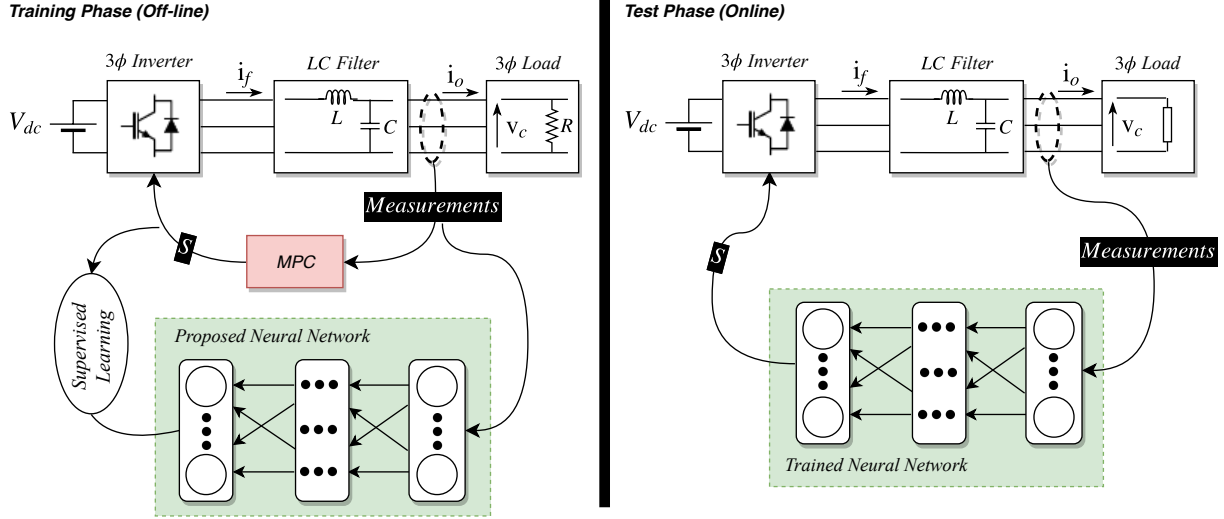 Training Phase (Off-line)
3ϕ Inverter
i_f
LC Filter
i_o
3ϕ Load
V_dc
L
C
v_c
R
Measurements
S
MPC
Supervised
Learning
Proposed Neural Network
Test Phase (Online)
3ϕ Inverter
i_f
LC Filter
i_o
3ϕ Load
V_dc
L
C
v_c
Measurements
S
Trained Neural Network